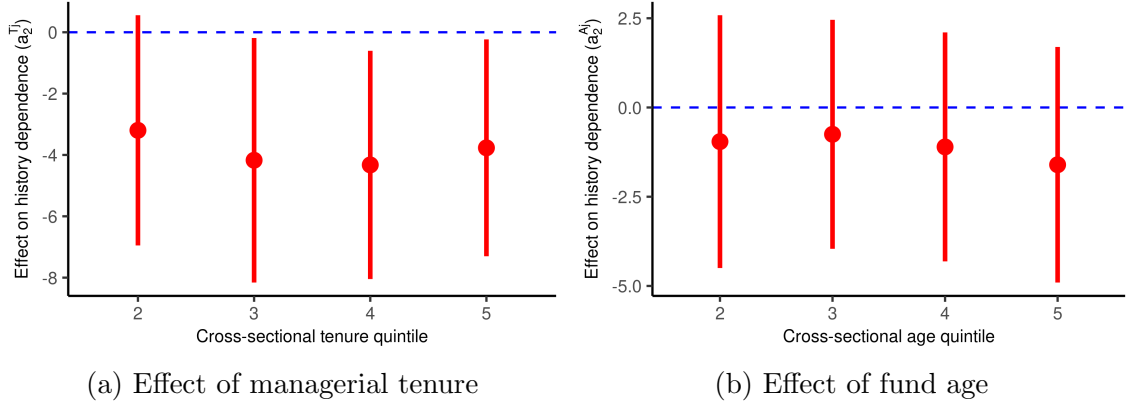 Effect on history dependence (a₂ᵀʲ)
0
-2
-4
-6
-8
2 3 4 5
Cross-sectional tenure quintile
(a) Effect of managerial tenure
Effect on history dependence (a₂ᴬʲ)
2.5
0.0
-2.5
-5.0
2 3 4 5
Cross-sectional age quintile
(b) Effect of fund age